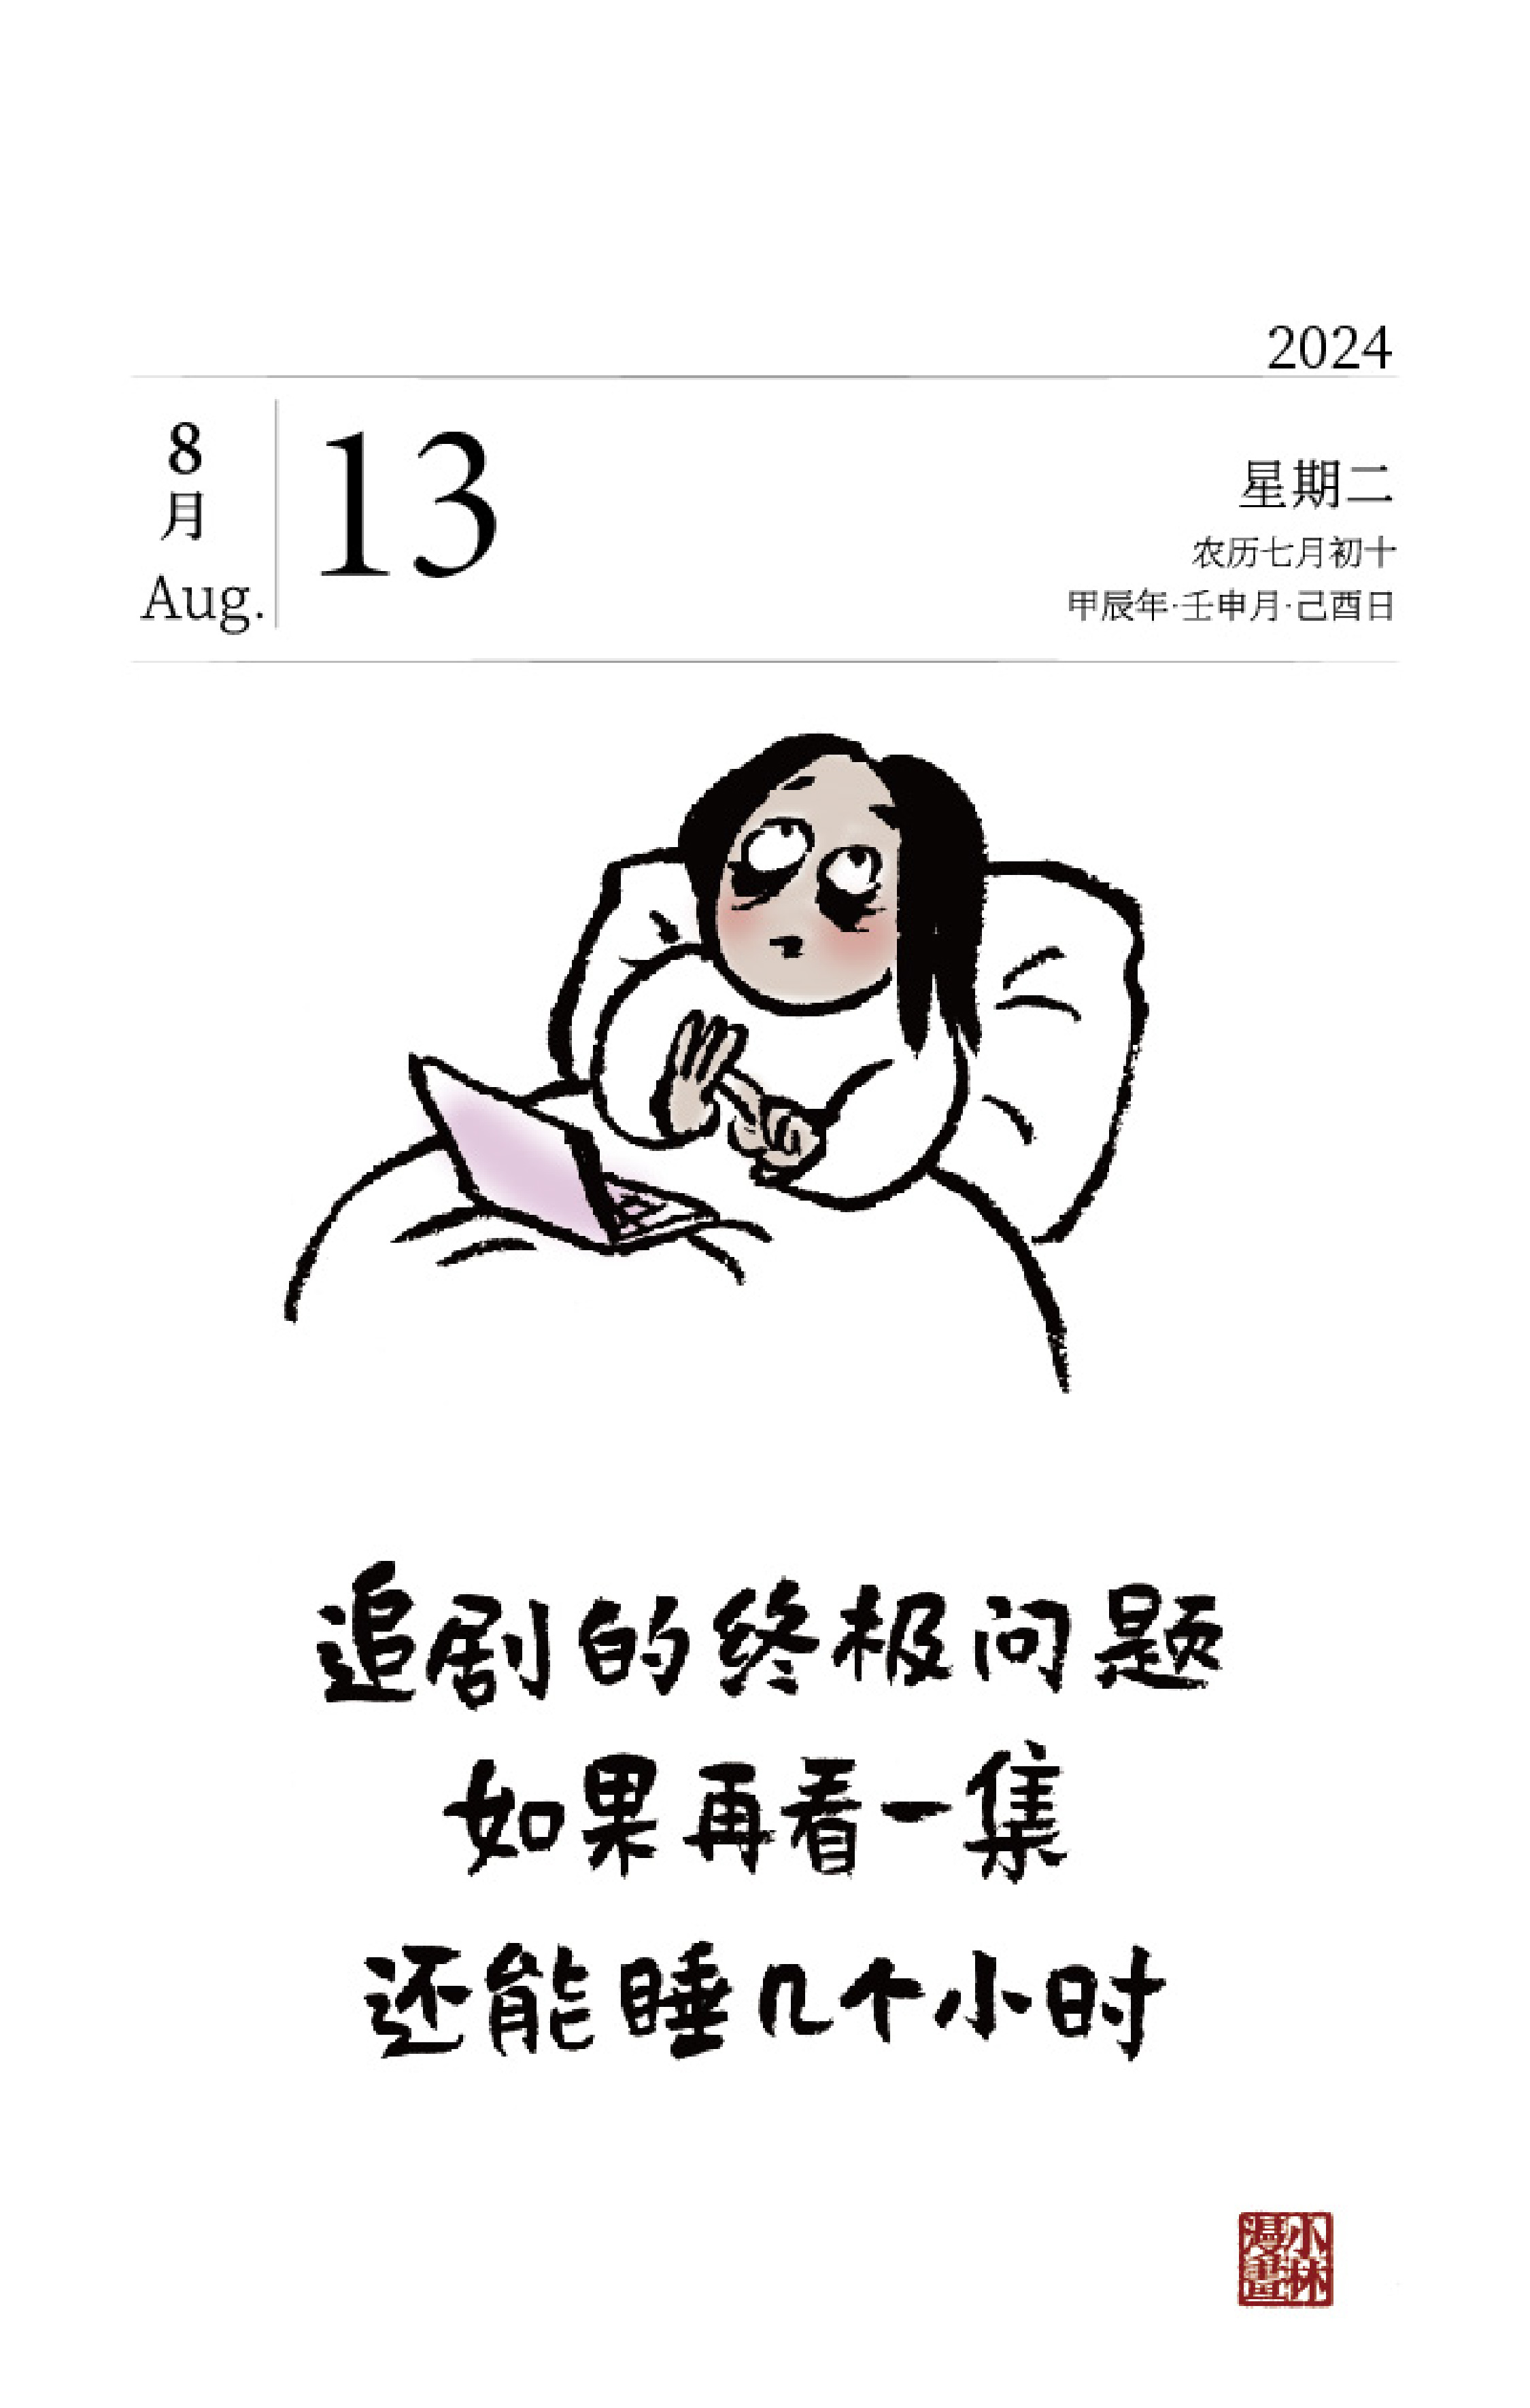 2024
8
月
Aug.
13
星期二
农历七月初十
甲辰年·壬申月·己酉日
追剧的终极问题
如果再看一集
还能睡几个小时
小林
漫畫